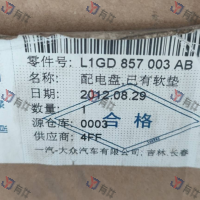 零件号: L1GD 857 003 AB
名称: 配电盘,已有软垫
日期: 2012.08.29
数量:
源仓库: 0003
供应商: 4FF
合格
一汽-大众汽车有限公司, 吉林, 长春